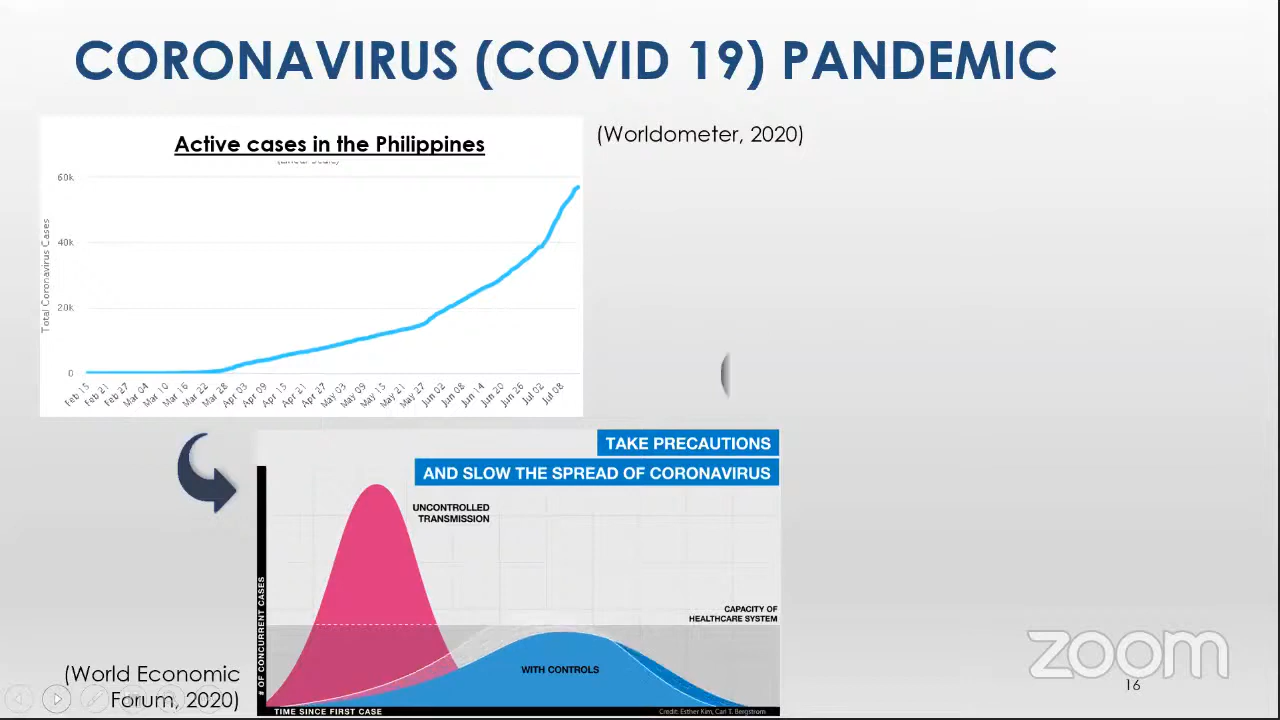 CORONAVIRUS (COVID 19) PANDEMIC
Active cases in the Philippines
(Worldometer, 2020)
60k
40k
20k
0
Total Coronavirus Cases
Feb 15
Feb 21
Feb 27
Mar 04
Mar 10
Mar 16
Mar 22
Mar 28
Apr 03
Apr 09
Apr 15
Apr 21
Apr 27
May 03
May 09
May 15
May 21
May 27
Jun 02
Jun 08
Jun 14
Jun 20
Jun 26
Jul 02
Jul 08
TAKE PRECAUTIONS
AND SLOW THE SPREAD OF CORONAVIRUS
UNCONTROLLED
TRANSMISSION
# OF CONCURRENT CASES
CAPACITY OF
HEALTHCARE SYSTEM
WITH CONTROLS
TIME SINCE FIRST CASE
Credit: Esther Kim, Carl T. Bergstrom
(World Economic
Forum, 2020)
zoom
16